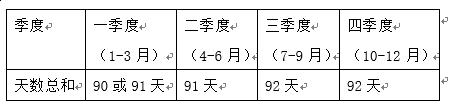 季度 一季度 二季度 三季度 四季度
（1-3 月） （4-6 月） （7-9 月） （10-12 月）
天数总和 90 或 91 天 91 天 92 天 92 天